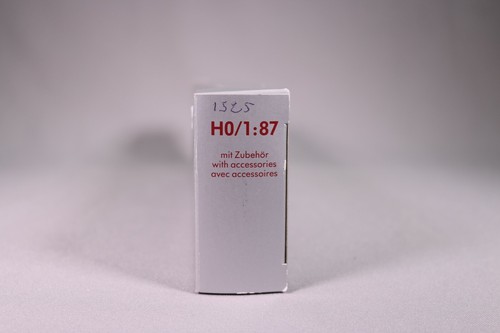 1525
H0/1:87
mit Zubehör
with accessories
avec accessoires